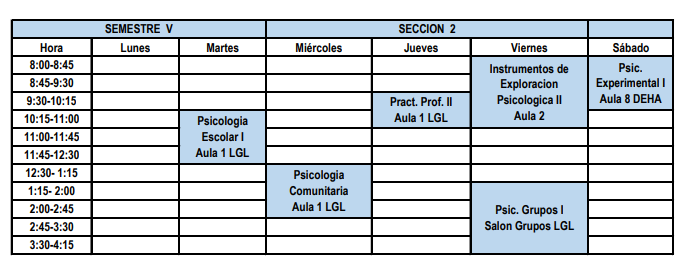 SEMESTRE V SECCION 2
Hora Lunes Martes Miércoles Jueves Viernes Sábado
8:00-8:45
8:45-9:30
9:30-10:15
10:15-11:00
11:00-11:45
11:45-12:30
12:30- 1:15
1:15- 2:00
2:00-2:45
2:45-3:30
3:30-4:15
Psicologia
Escolar I
Aula 1 LGL
Psicologia
Comunitaria
Aula 1 LGL
Pract. Prof. II
Aula 1 LGL
Instrumentos de
Exploracion
Psicologica II
Aula 2
Psic. Grupos I
Salon Grupos LGL
Psic.
Experimental I
Aula 8 DEHA